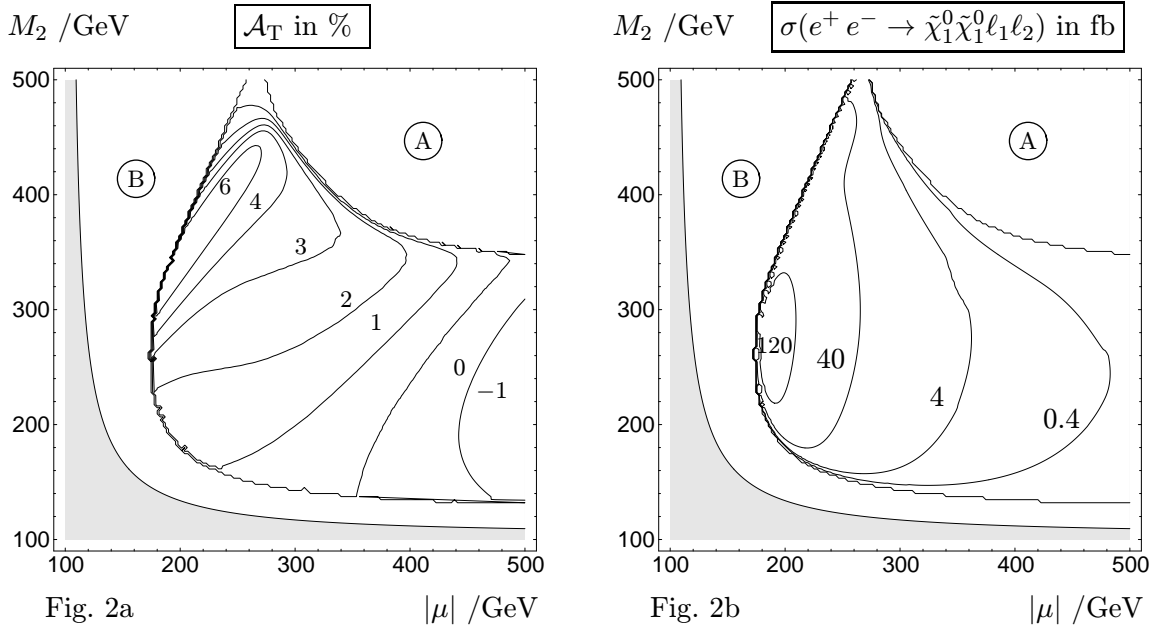 M₂ /GeV
𝒜_T in %
500
400
300
200
100
100 200 300 400 500
A
B
6
4
3
2
1
0
−1
Fig. 2a
|μ| /GeV
M₂ /GeV
σ(e⁺ e⁻ → χ̃⁰₁χ̃⁰₁ℓ₁ℓ₂) in fb
500
400
300
200
100
100 200 300 400 500
A
B
120
40
4
0.4
Fig. 2b
|μ| /GeV